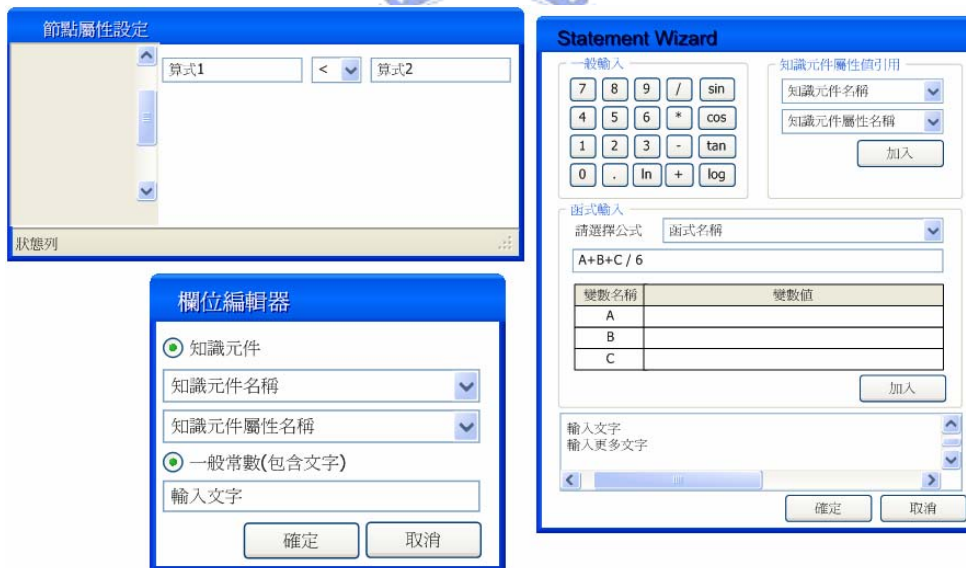 節點屬性設定
算式1 < 算式2
狀態列
欄位編輯器
知識元件
知識元件名稱
知識元件屬性名稱
一般常數(包含文字)
輸入文字
確定 取消
Statement Wizard
一般輸入
7 8 9 / sin
4 5 6 * cos
1 2 3 - tan
0 . ln + log
知識元件屬性值引用
知識元件名稱
知識元件屬性名稱
加入
函式輸入
請選擇公式 函式名稱
A+B+C / 6
變數名稱 變數值
A
B
C
加入
輸入文字
輸入更多文字
確定 取消